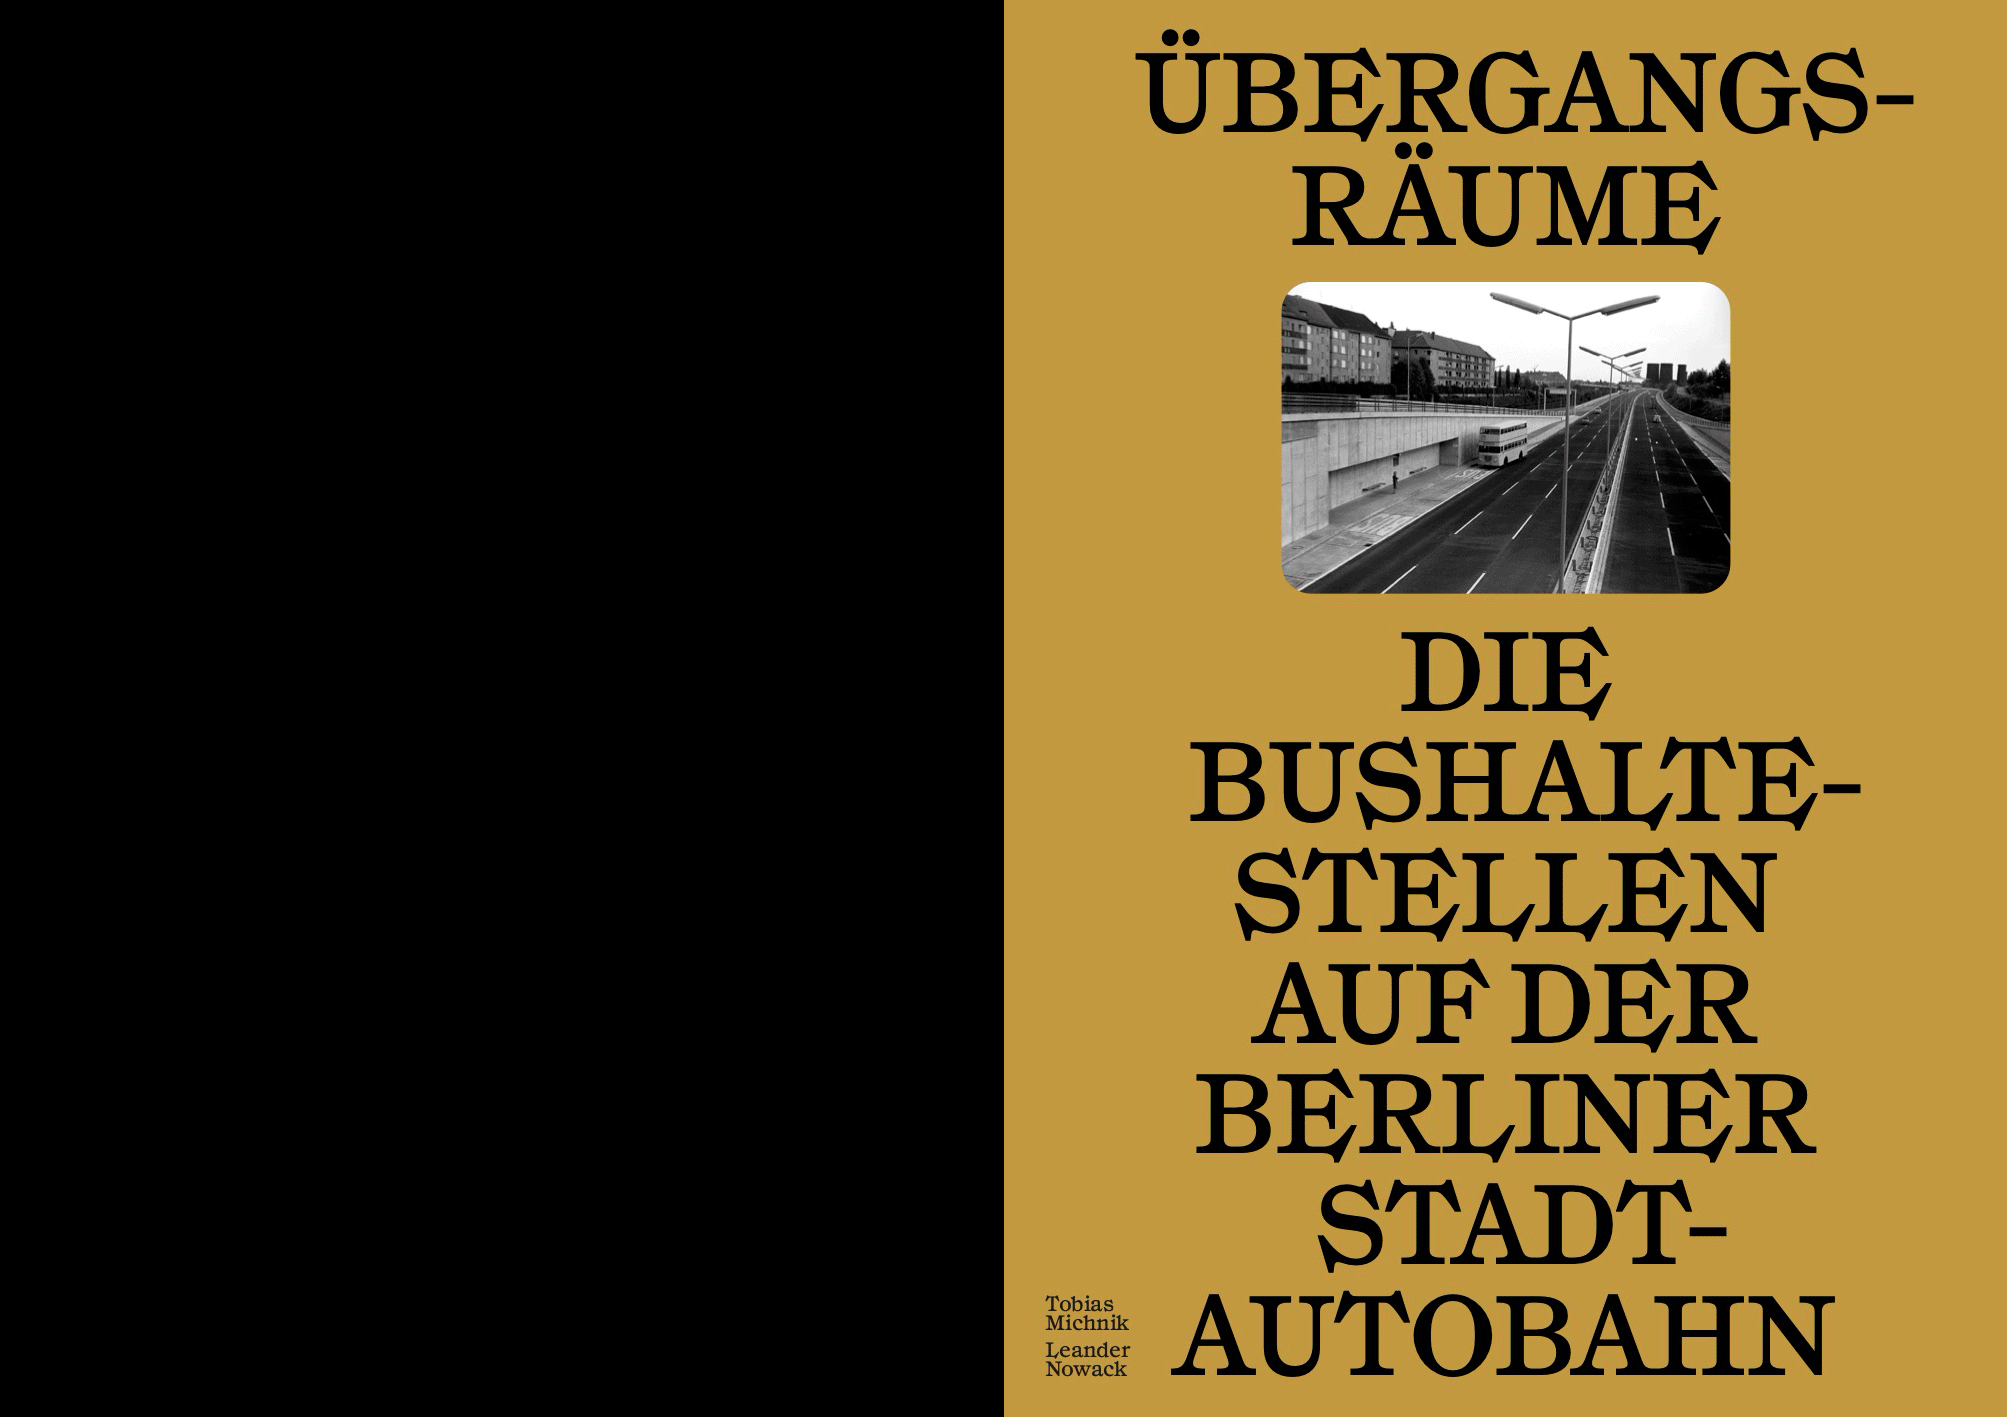 ÜBERGANGS–
RÄUME
DIE
BUSHALTE–
STELLEN
AUF DER
BERLINER
STADT–
AUTOBAHN
Tobias
Michnik
Leander
Nowack